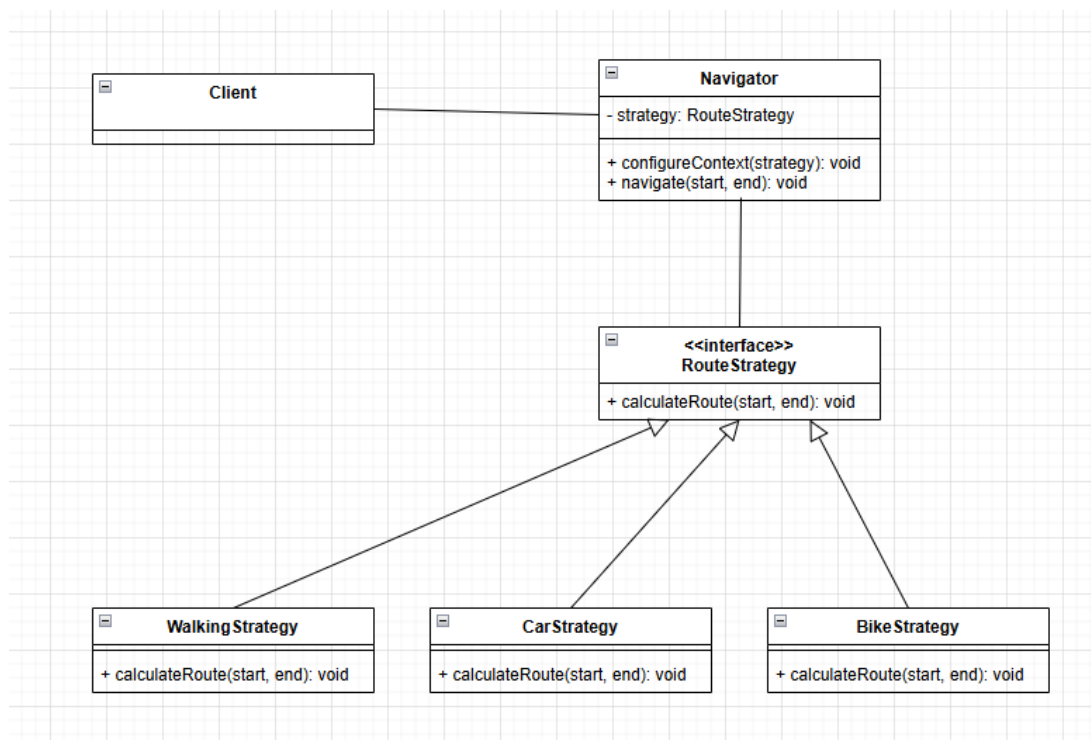 Client
Navigator
- strategy: RouteStrategy
+ configureContext(strategy): void
+ navigate(start, end): void
<<interface>>
RouteStrategy
+ calculateRoute(start, end): void
WalkingStrategy
+ calculateRoute(start, end): void
CarStrategy
+ calculateRoute(start, end): void
BikeStrategy
+ calculateRoute(start, end): void